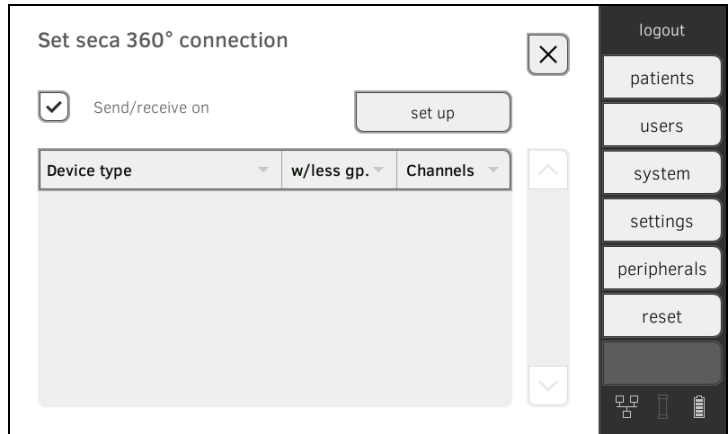 Set seca 360° connection
Send/receive on
set up
Device type w/less gp. Channels
logout
patients
users
system
settings
peripherals
reset